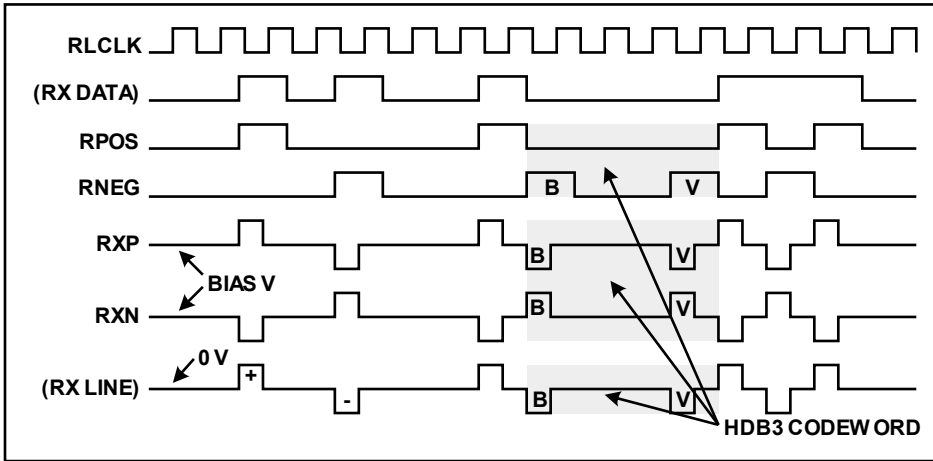 RLCLK
(RX DATA)
RPOS
RNEG B V
RXP B V
BIAS V
RXN B V
0 V
(RX LINE) + - B V
HDB3 CODEWORD